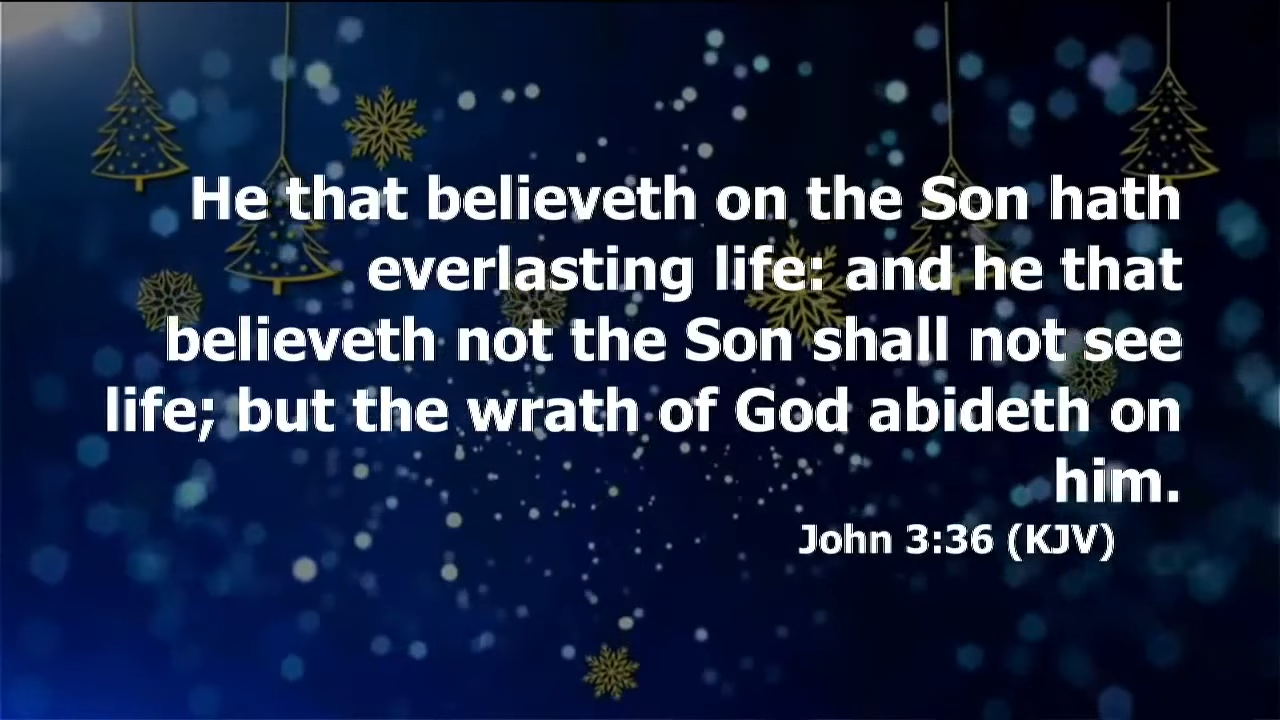 He that believeth on the Son hath
everlasting life: and he that
believeth not the Son shall not see
life; but the wrath of God abideth on
him.
John 3:36 (KJV)